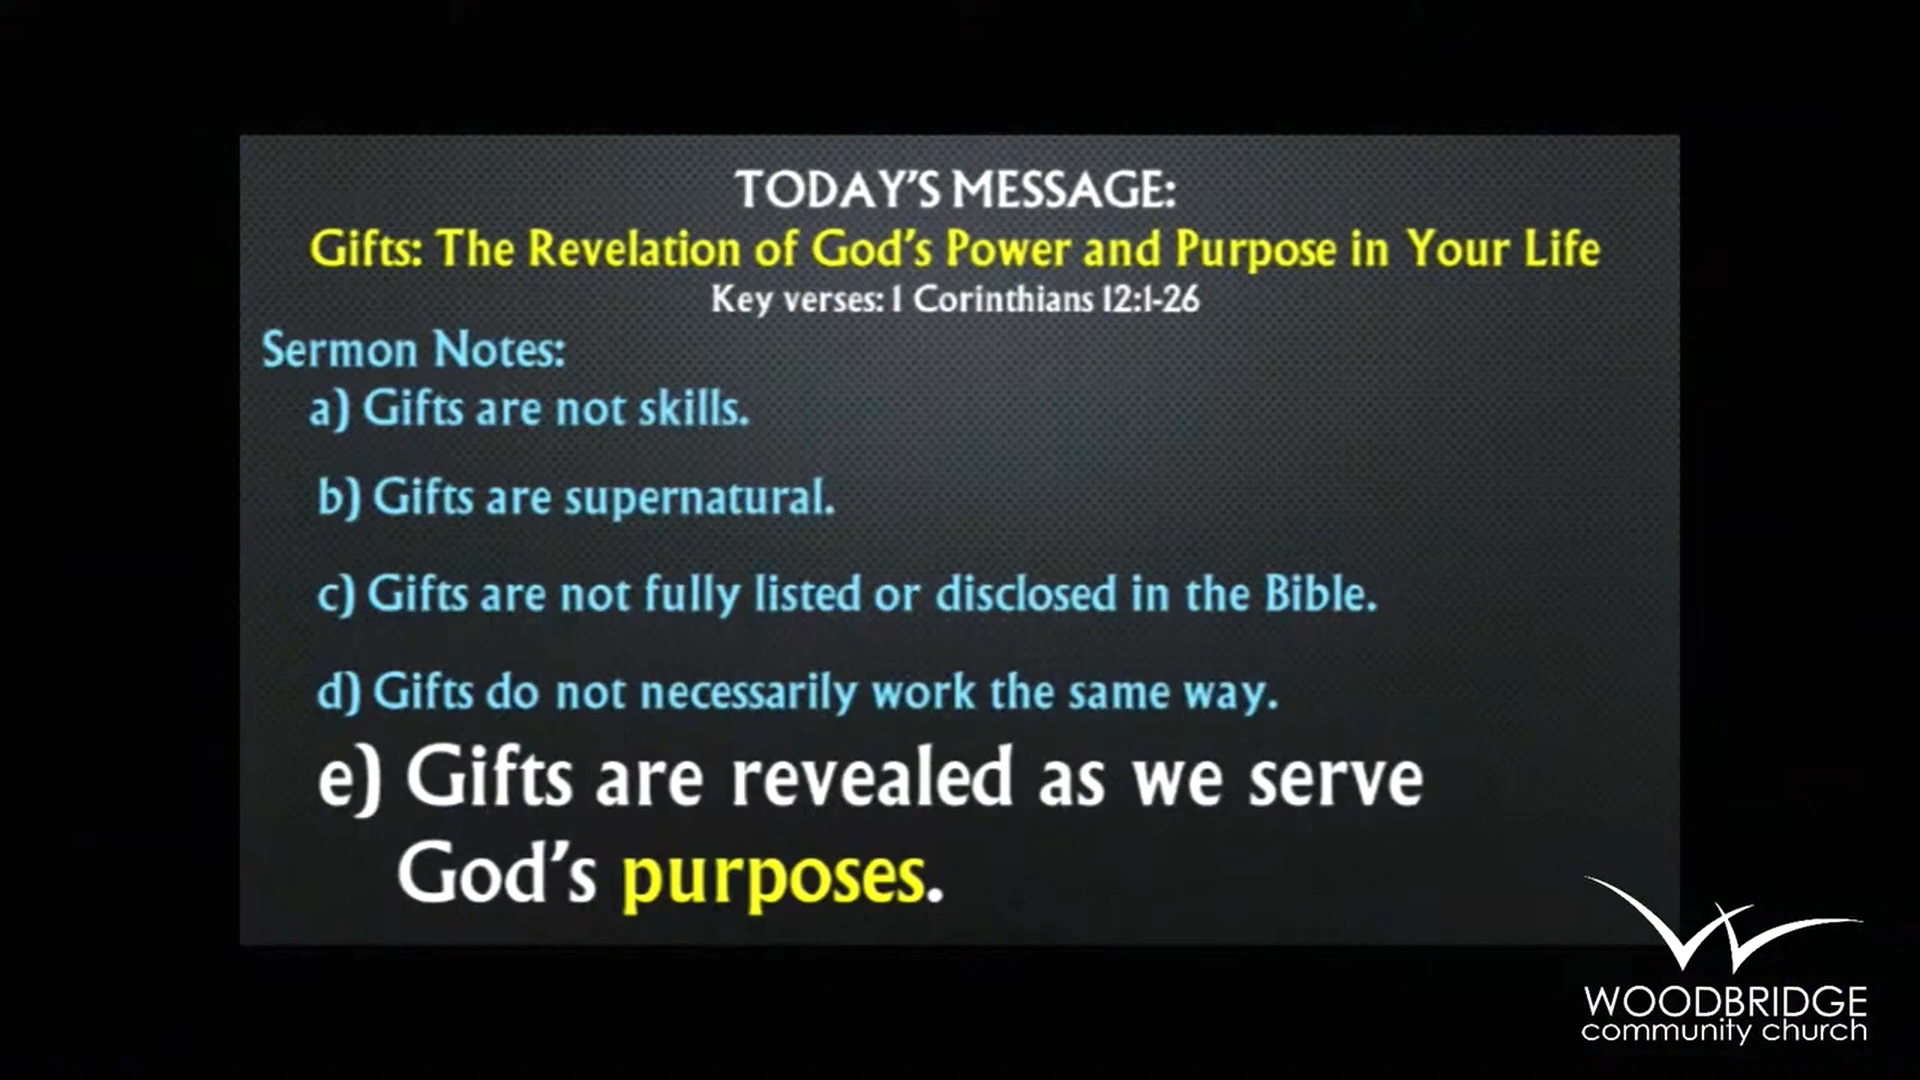 TODAY'S MESSAGE:
Gifts: The Revelation of God's Power and Purpose in Your Life
Key verses: 1 Corinthians 12:1-26
Sermon Notes:
a) Gifts are not skills.
b) Gifts are supernatural.
c) Gifts are not fully listed or disclosed in the Bible.
d) Gifts do not necessarily work the same way.
e) Gifts are revealed as we serve
God's purposes.
WOODBRIDGE
community church